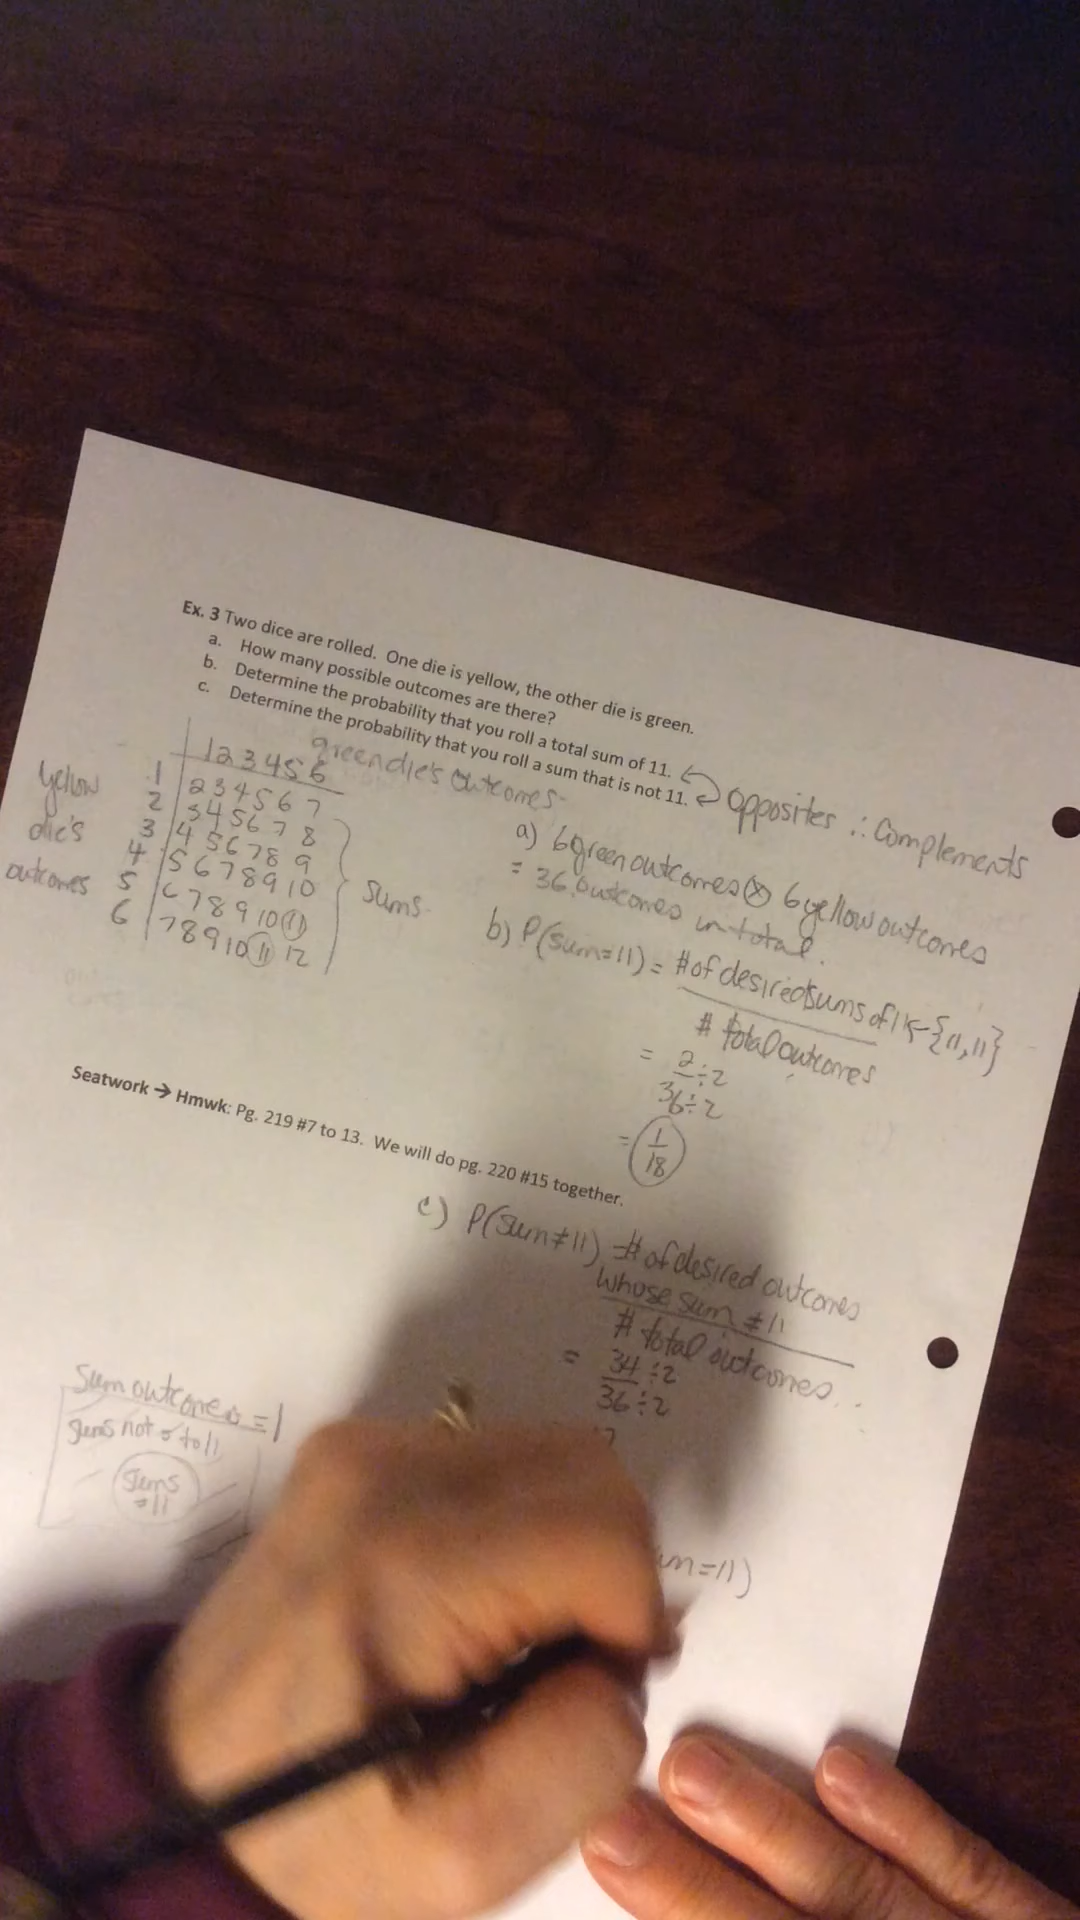 Ex. 3 Two dice are rolled. One die is yellow, the other die is green.
a. How many possible outcomes are there?
b. Determine the probability that you roll a total sum of 11.
c. Determine the probability that you roll a sum that is not 11.
opposites ∴ complements
green die's outcomes
1 2 3 4 5 6
yellow die's outcomes
1 2 3 4 5 6 7
2 3 4 5 6 7 8
3 4 5 6 7 8 9
4 5 6 7 8 9 10
5 6 7 8 9 10 11
6 7 8 9 10 11 12
sums
a) 6 green outcomes ⊗ 6 yellow outcomes
= 36 outcomes in total.
b) P(sum=11) = # of desired sums of 11 ← {11,11}
# total outcomes
= 2÷2
36÷2
= 1
18
Seatwork → Hmwk: Pg. 219 #7 to 13. We will do pg. 220 #15 together.
c) P(sum≠11) = # of desired outcomes
whose sum ≠ 11
# total outcomes
= 34÷2
36÷2
Sum outcomes = 1
sums not = to 11
sums
=11
=11)